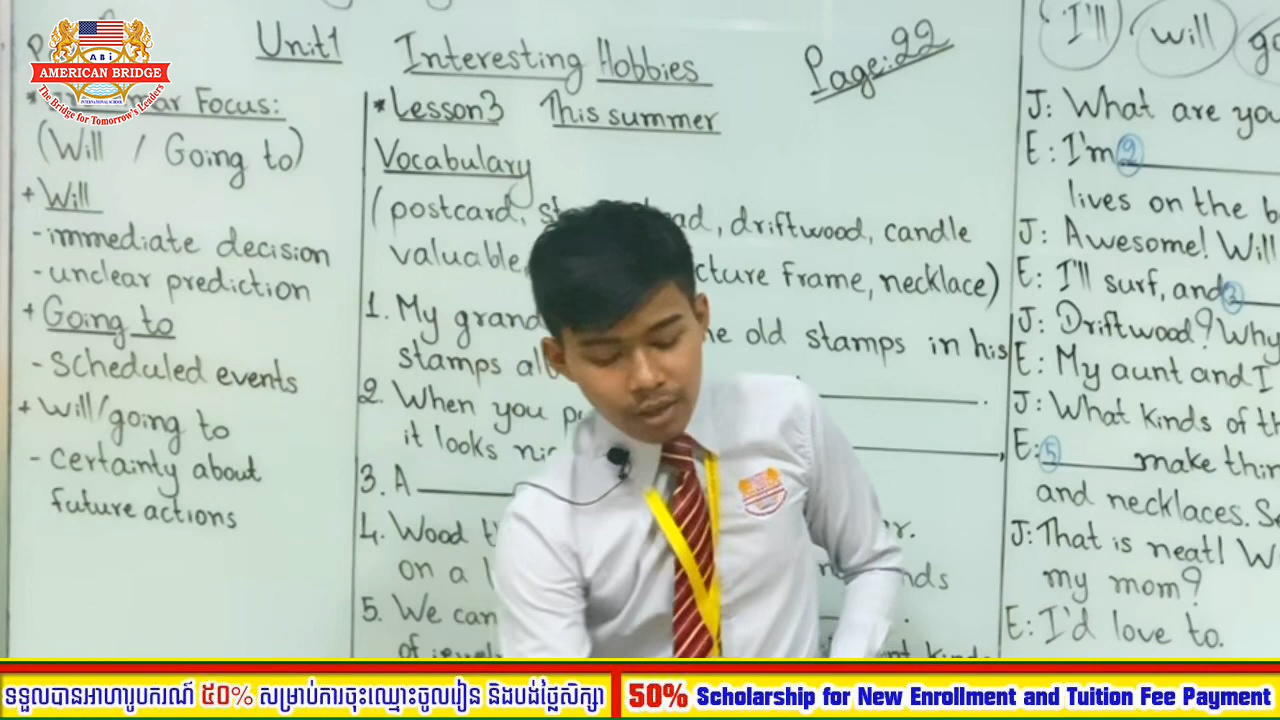 ABi
AMERICAN BRIDGE
INTERNATIONAL SCHOOL
The Bridge for Tomorrow's Leaders
Focus:
(Will / Going to)
+ Will
- immediate decision
- unclear prediction
+ Going to
- Scheduled events
+ will/going to
- certainty about
future actions
Unit1 Interesting Hobbies Page:22
*Lesson3 This summer
Vocabulary
(postcard, driftwood, candle
valuable, frame, necklace)
1. My old stamps in his
stamps
2. When you
it looks
3. A
4. Wood
on a
5. We can
of
I'll will
J: What are you
E: I'm 2
lives on the
J: Awesome! Will
E: I'll surf, and 3
J: Driftwood? Why
E: My aunt and I
J: What kinds of
E: 5 make
and necklaces.
J: That is neat!
my mom?
E: I'd love to.
ទទួលបានអាហារូបករណ៍ ៥០% សម្រាប់ការចុះឈ្មោះចូលរៀន និងបង់ថ្លៃសិក្សា
50% Scholarship for New Enrollment and Tuition Fee Payment